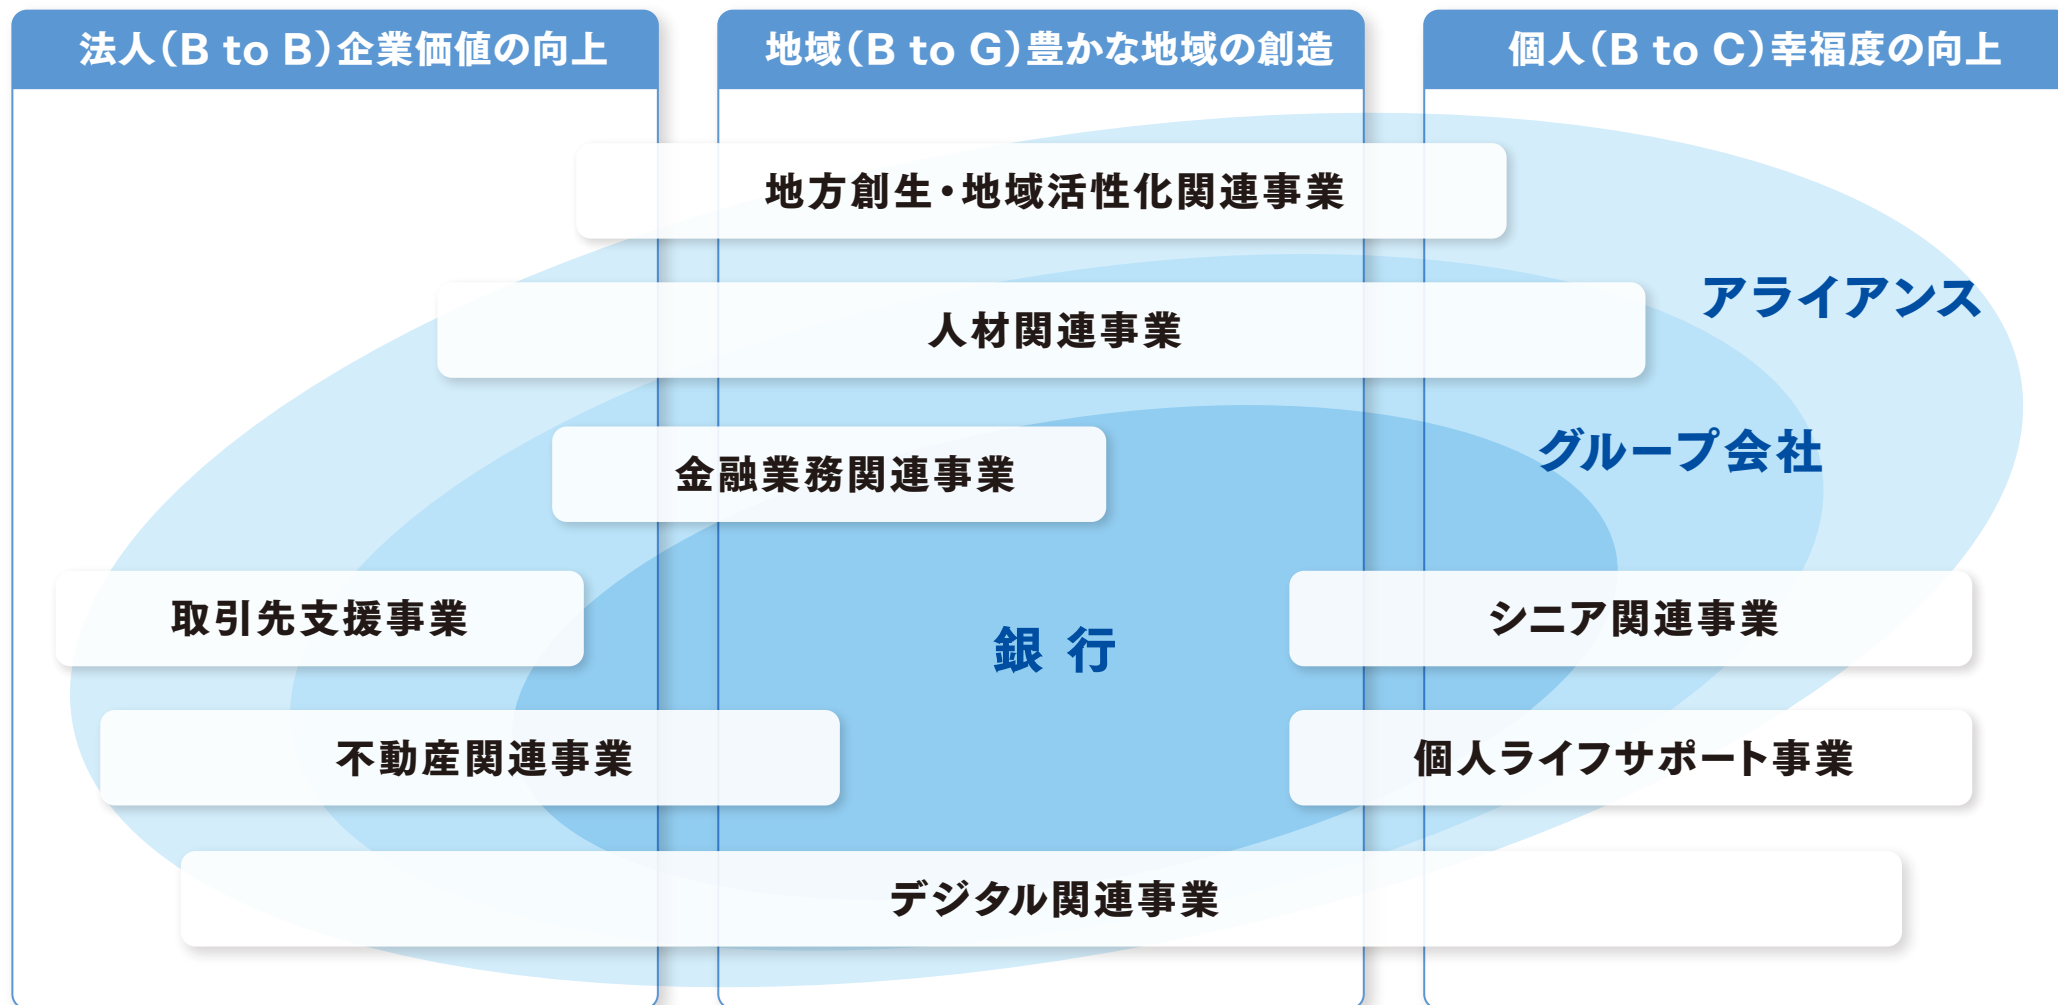 法人（B to B）企業価値の向上
地域（B to G）豊かな地域の創造
個人（B to C）幸福度の向上
地方創生・地域活性化関連事業
アライアンス
人材関連事業
グループ会社
金融業務関連事業
取引先支援事業
シニア関連事業
銀行
不動産関連事業
個人ライフサポート事業
デジタル関連事業